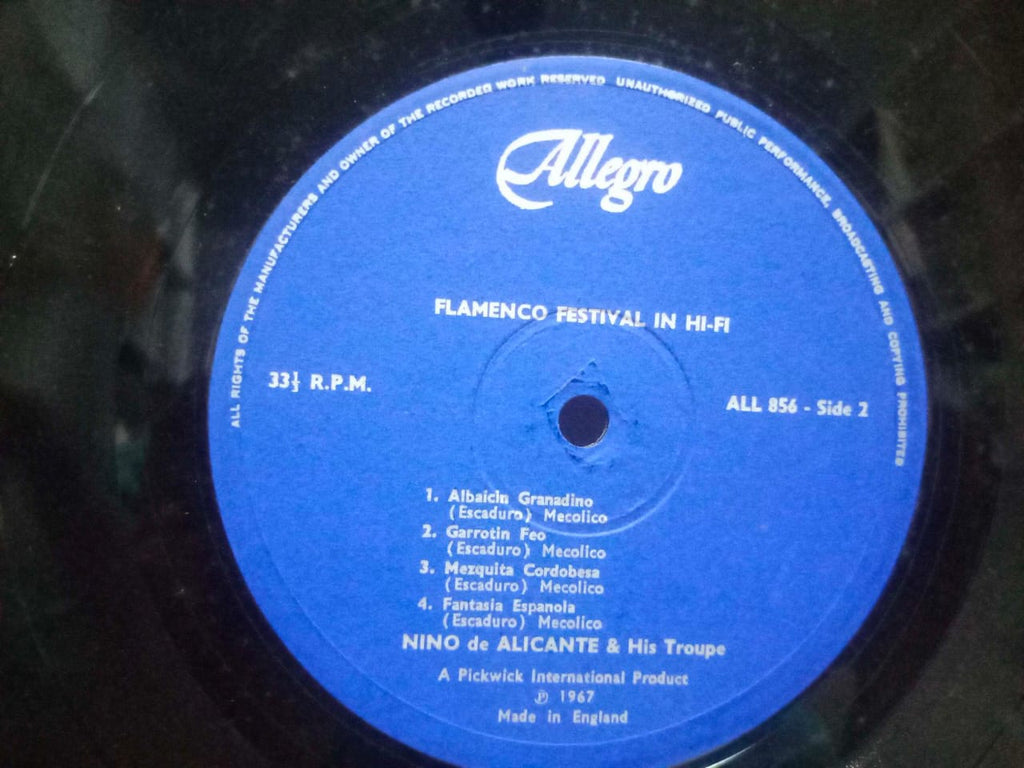 ALL RIGHTS OF THE MANUFACTURERS AND OWNER OF THE RECORDED WORK RESERVED UNAUTHORIZED PUBLIC PERFORMANCE, BROADCASTING AND COPYING PROHIBITED
Allegro
FLAMENCO FESTIVAL IN HI-FI
33⅓ R.P.M.
ALL 856 - Side 2
1. Albaicin Granadino
(Escaduro) Mecolico
2. Garrotin Feo
(Escaduro) Mecolico
3. Mezquita Cordobesa
(Escaduro) Mecolico
4. Fantasia Espanola
(Escaduro) Mecolico
NINO de ALICANTE & His Troupe
A Pickwick International Product
℗ 1967
Made in England